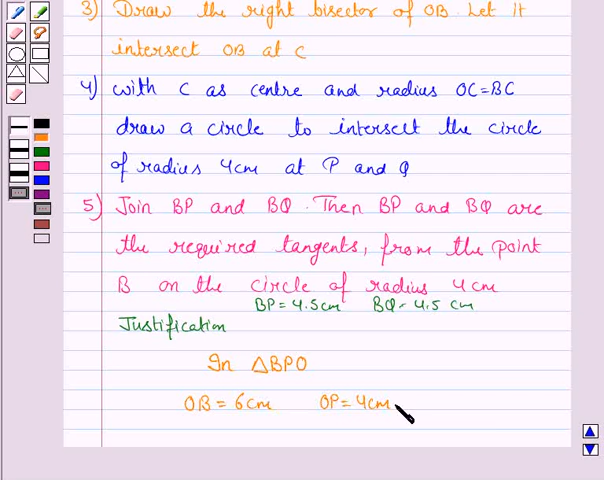 3) Draw the right bisector of OB. Let it
intersect OB at C
4) with C as centre and radius OC=BC
draw a circle to intersect the circle
of radius 4cm at P and Q
5) Join BP and BQ. Then BP and BQ are
the required tangents, from the point
B on the circle of radius 4cm
BP=4.5cm BQ=4.5 cm
Justification
In △BPO
OB=6cm OP=4cm